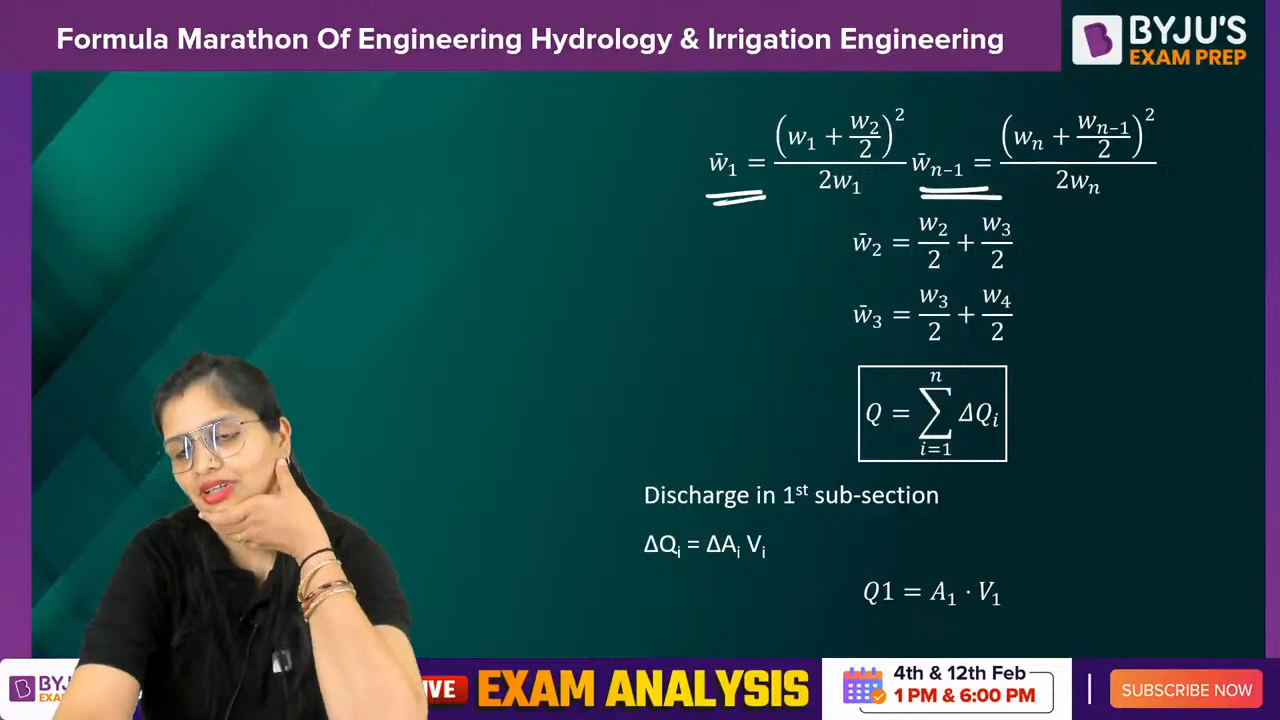 Formula Marathon Of Engineering Hydrology & Irrigation Engineering
BYJU'S
EXAM PREP
w̄₁ = (w₁ + w₂/2)² / 2w₁ w̄ₙ₋₁ = (wₙ + wₙ₋₁/2)² / 2wₙ
w̄₂ = w₂/2 + w₃/2
w̄₃ = w₃/2 + w₄/2
Q = ∑ᵢ₌₁ⁿ ΔQᵢ
Discharge in 1ˢᵗ sub-section
ΔQᵢ = ΔAᵢ Vᵢ
Q1 = A₁ · V₁
BYJU
EXAM
IVE
EXAM ANALYSIS
4th & 12th Feb
1 PM & 6:00 PM
SUBSCRIBE NOW